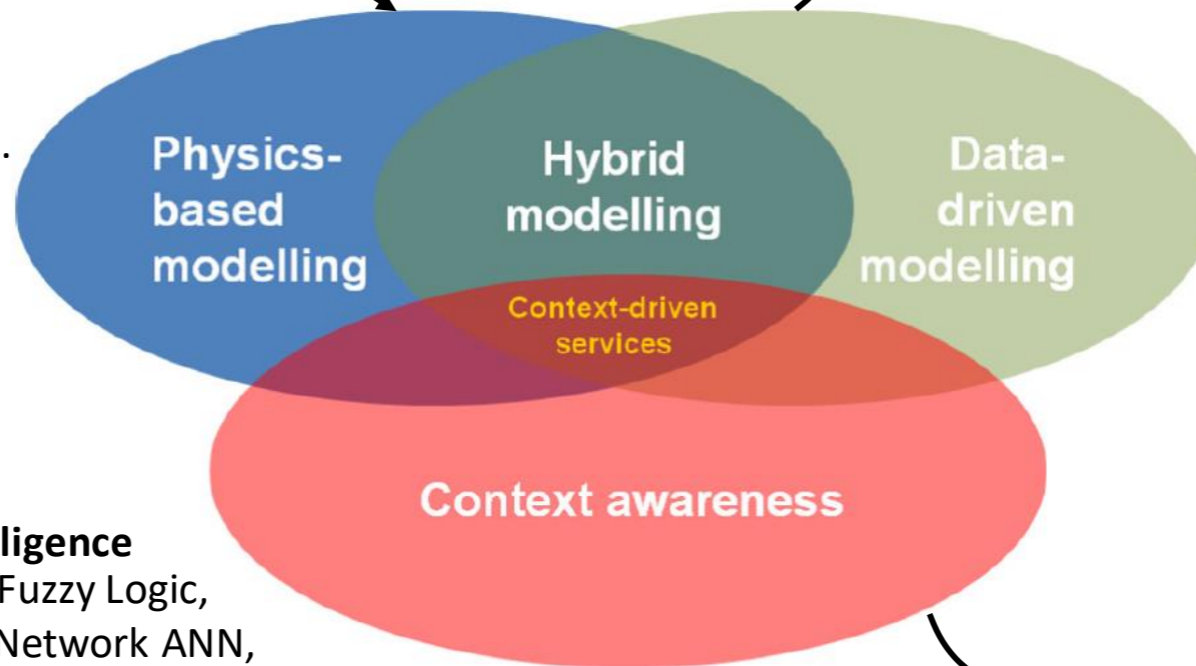 Physics-
based
modelling
Hybrid
modelling
Data-
driven
modelling
Context-driven
services
Context awareness
ligence
Fuzzy Logic,
Network ANN,